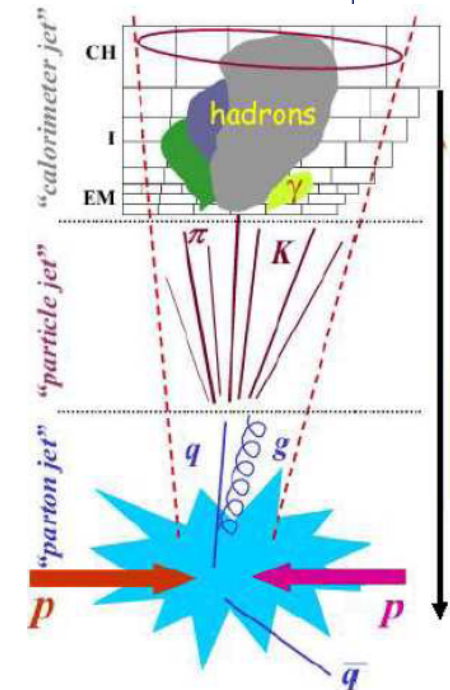 "calorimeter jet"
CH
I
EM
hadrons
γ
"particle jet"
π
K
"parton jet"
q
g
p
p
q̅